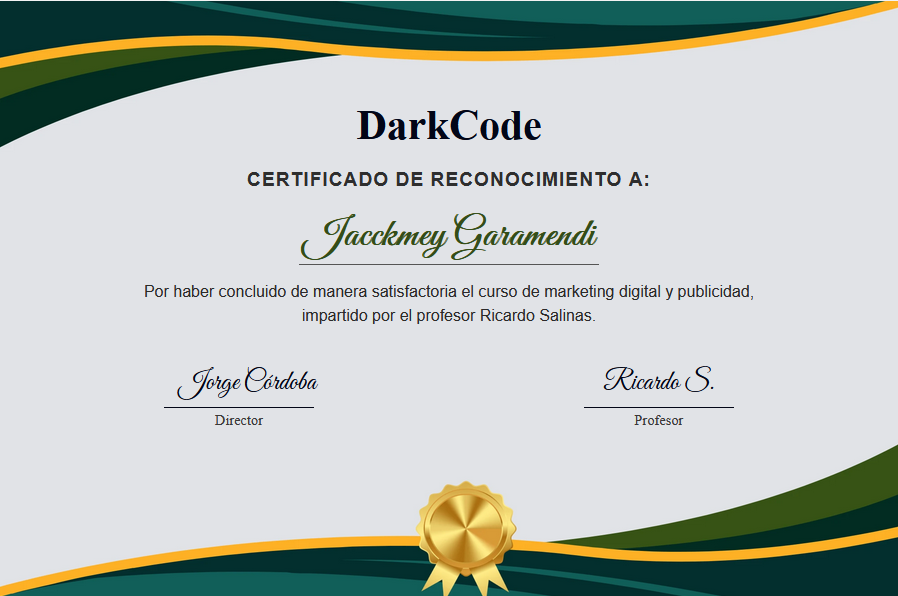 DarkCode
CERTIFICADO DE RECONOCIMIENTO A:
Jacckmey Garamendi
Por haber concluido de manera satisfactoria el curso de marketing digital y publicidad,
impartido por el profesor Ricardo Salinas.
Jorge Córdoba
Director
Ricardo S.
Profesor